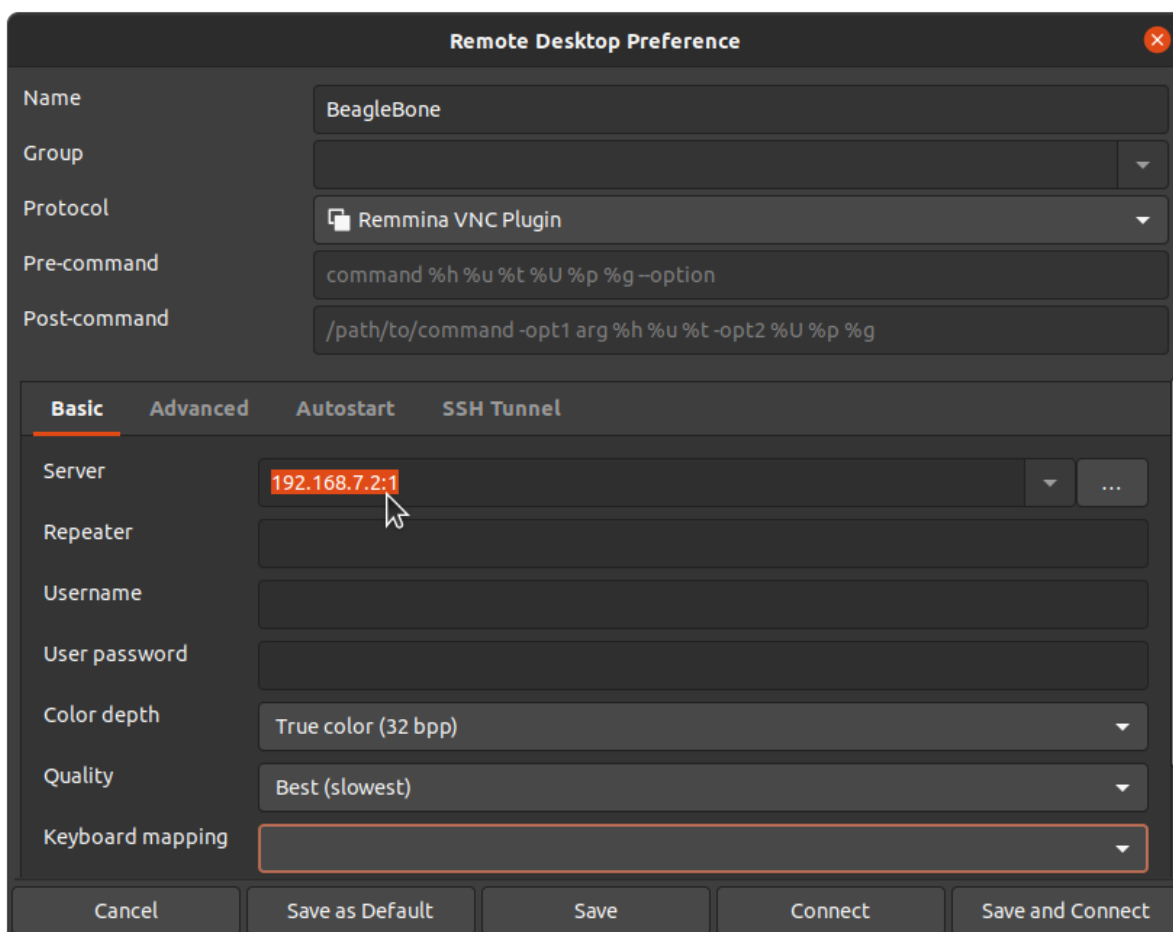 Remote Desktop Preference
Name
BeagleBone
Group
Protocol
Remmina VNC Plugin
Pre-command
command %h %u %t %U %p %g --option
Post-command
/path/to/command -opt1 arg %h %u %t -opt2 %U %p %g
Basic Advanced Autostart SSH Tunnel
Server
192.168.7.2:1
...
Repeater
Username
User password
Color depth
True color (32 bpp)
Quality
Best (slowest)
Keyboard mapping
Cancel Save as Default Save Connect Save and Connect